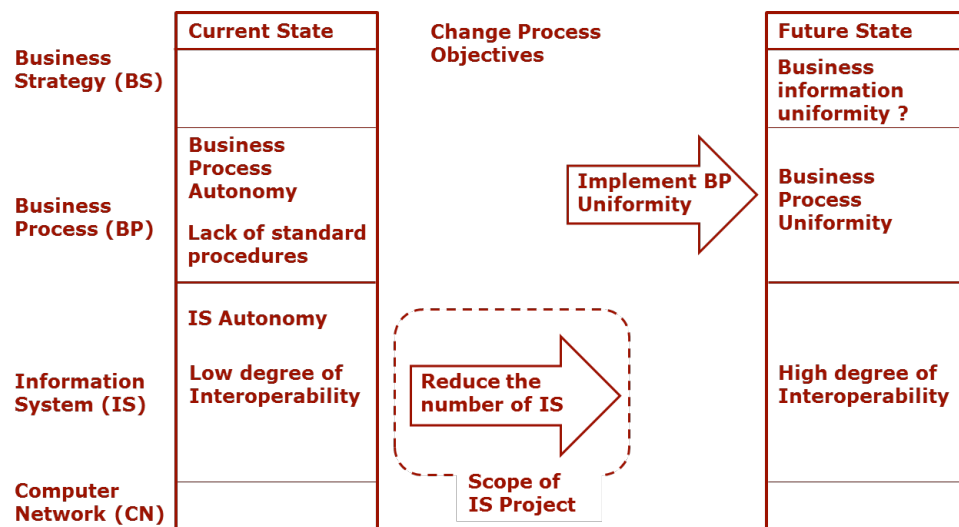 Current State
Change Process
Objectives
Future State
Business
Strategy (BS)
Business
information
uniformity ?
Business
Process (BP)
Business
Process
Autonomy
Lack of standard
procedures
Implement BP
Uniformity
Business
Process
Uniformity
Information
System (IS)
IS Autonomy
Low degree of
Interoperability
Reduce the
number of IS
High degree of
Interoperability
Scope of
IS Project
Computer
Network (CN)